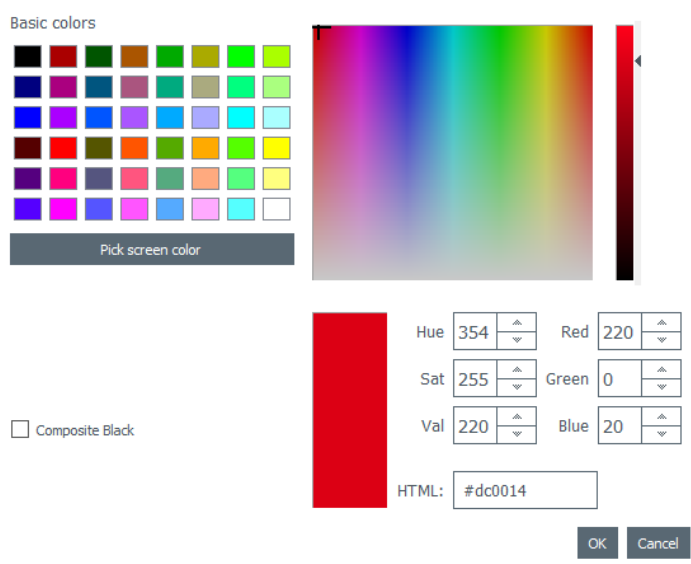 Basic colors
Pick screen color
Hue 354 Red 220
Sat 255 Green 0
Val 220 Blue 20
Composite Black
HTML: #dc0014
OK Cancel